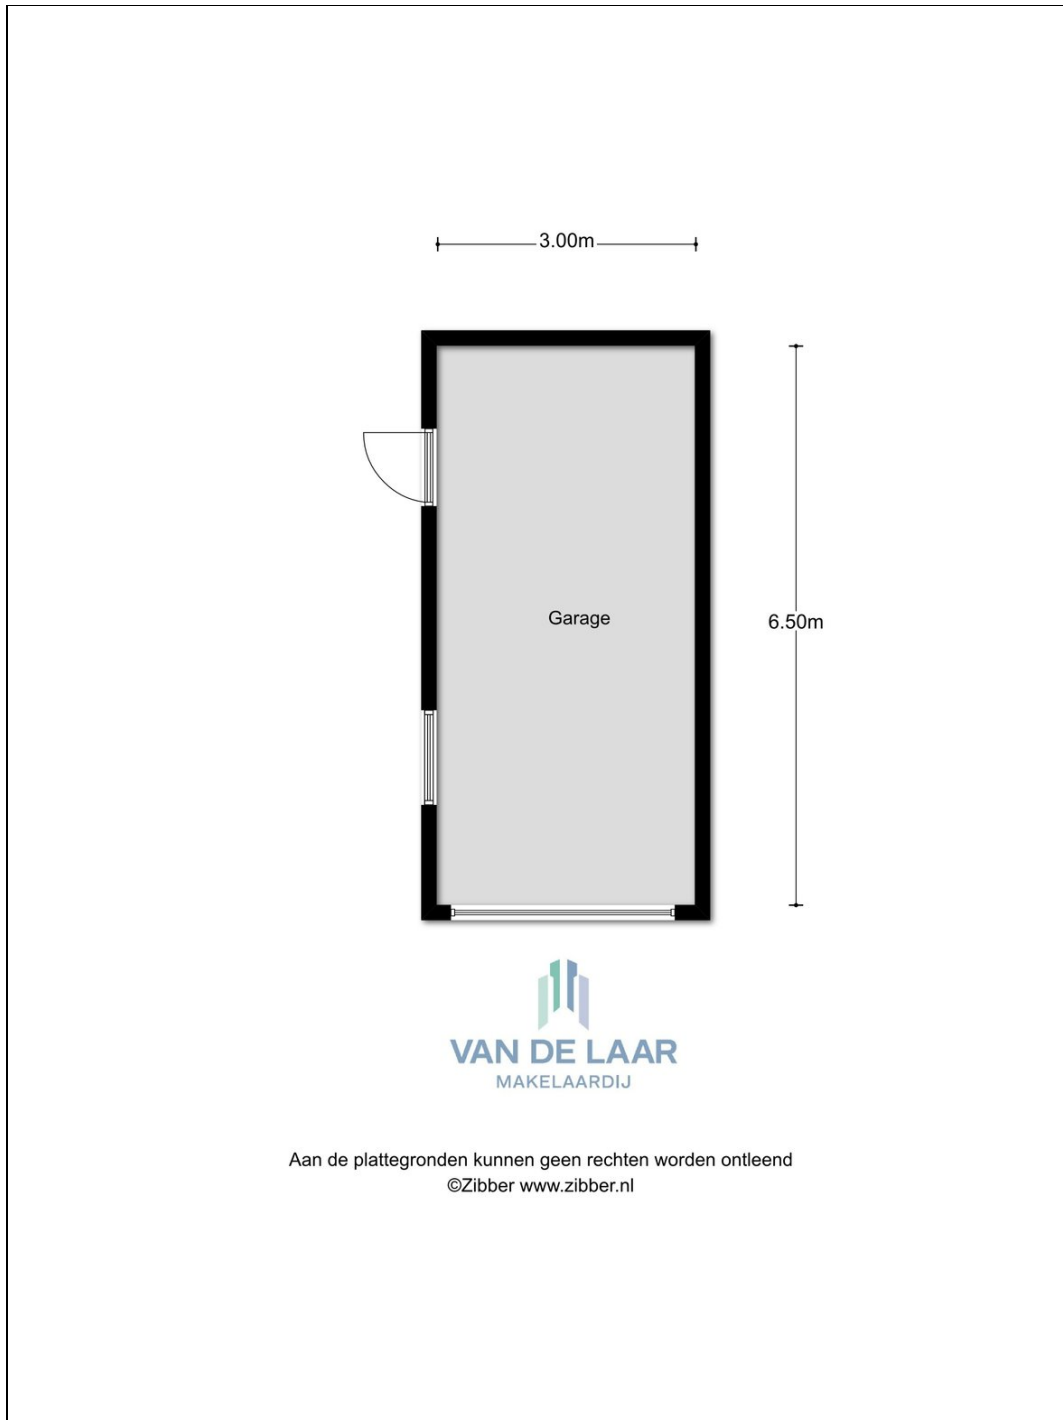 3.00m
Garage
6.50m
VAN DE LAAR
MAKELAARDIJ
Aan de plattegronden kunnen geen rechten worden ontleend
©Zibber www.zibber.nl